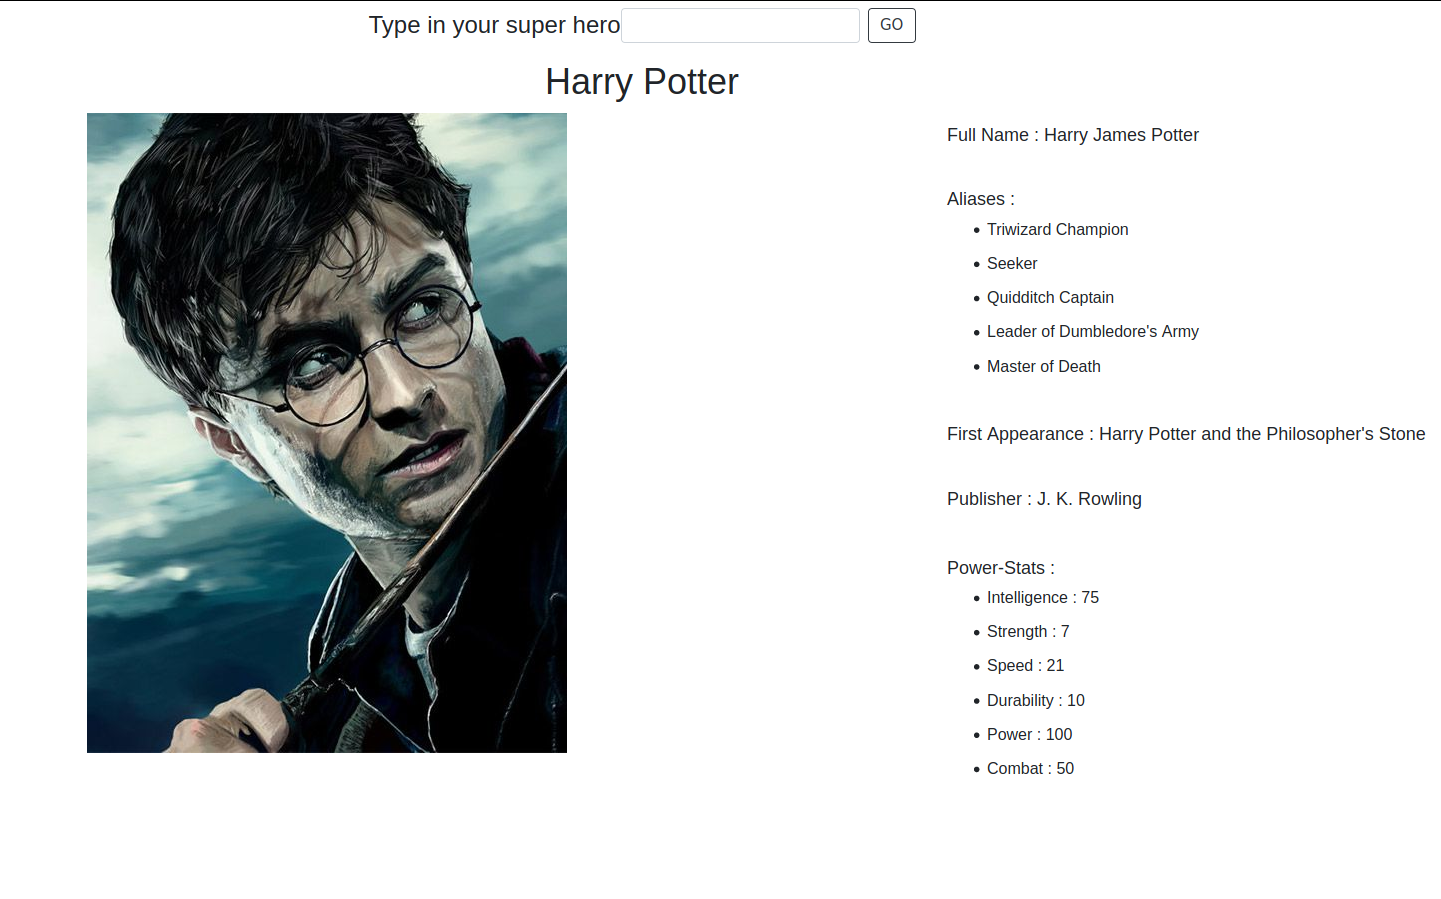 Type in your super hero GO
Harry Potter
Full Name : Harry James Potter
Aliases :
Triwizard Champion
Seeker
Quidditch Captain
Leader of Dumbledore's Army
Master of Death
First Appearance : Harry Potter and the Philosopher's Stone
Publisher : J. K. Rowling
Power-Stats :
Intelligence : 75
Strength : 7
Speed : 21
Durability : 10
Power : 100
Combat : 50